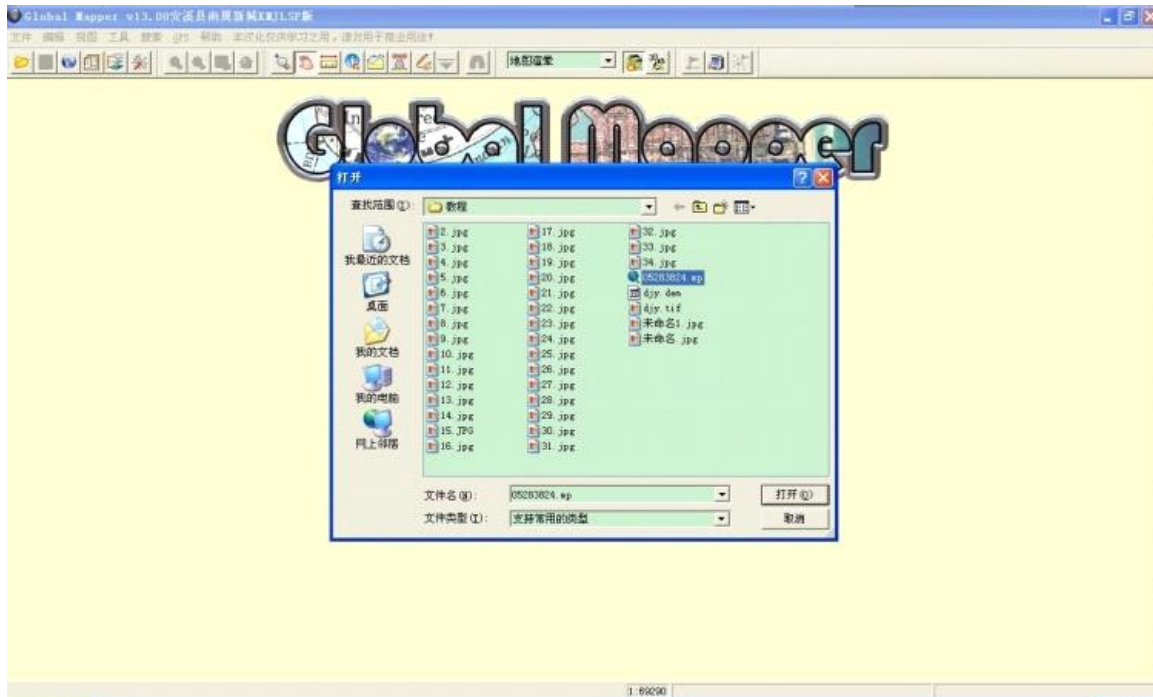 Global Mapper v13.00安溪县南翼新城KMJLSP版
文件 编辑 视图 工具 搜索 gps 帮助 本汉化仅供学习之用,请勿用于商业用途!
Global Mapper
打开
查找范围(I): 教程
我最近的文档
桌面
我的文档
我的电脑
网上邻居
2.jpg
3.jpg
4.jpg
5.jpg
6.jpg
7.jpg
8.jpg
9.jpg
10.jpg
11.jpg
12.jpg
13.jpg
14.jpg
15.JPG
16.jpg
17.jpg
18.jpg
19.jpg
20.jpg
21.jpg
22.jpg
23.jpg
24.jpg
25.jpg
26.jpg
27.jpg
28.jpg
29.jpg
30.jpg
31.jpg
32.jpg
33.jpg
34.jpg
05283824.mp
djy.dem
djy.tif
未命名1.jpg
未命名.jpg
文件名(N): 05283824.mp
打开(O)
文件类型(T): 支持常用的类型
取消
1:69290